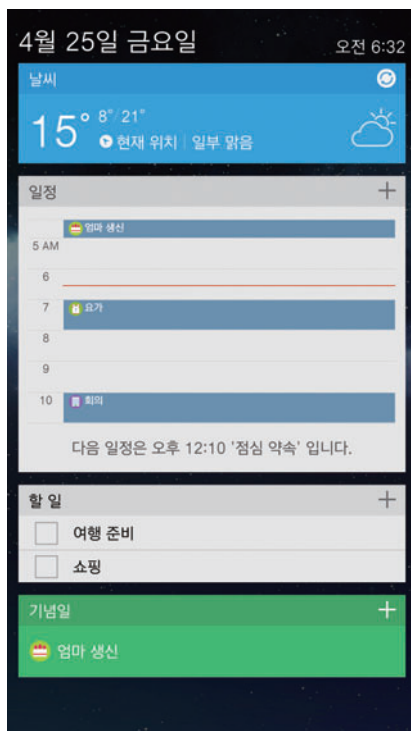 4월 25일 금요일
오전 6:32
날씨
15° 8°/21°
현재 위치 | 일부 맑음
일정
엄마 생신
5 AM
6
7 요가
8
9
10 회의
다음 일정은 오후 12:10 '점심 약속' 입니다.
할 일
여행 준비
쇼핑
기념일
엄마 생신